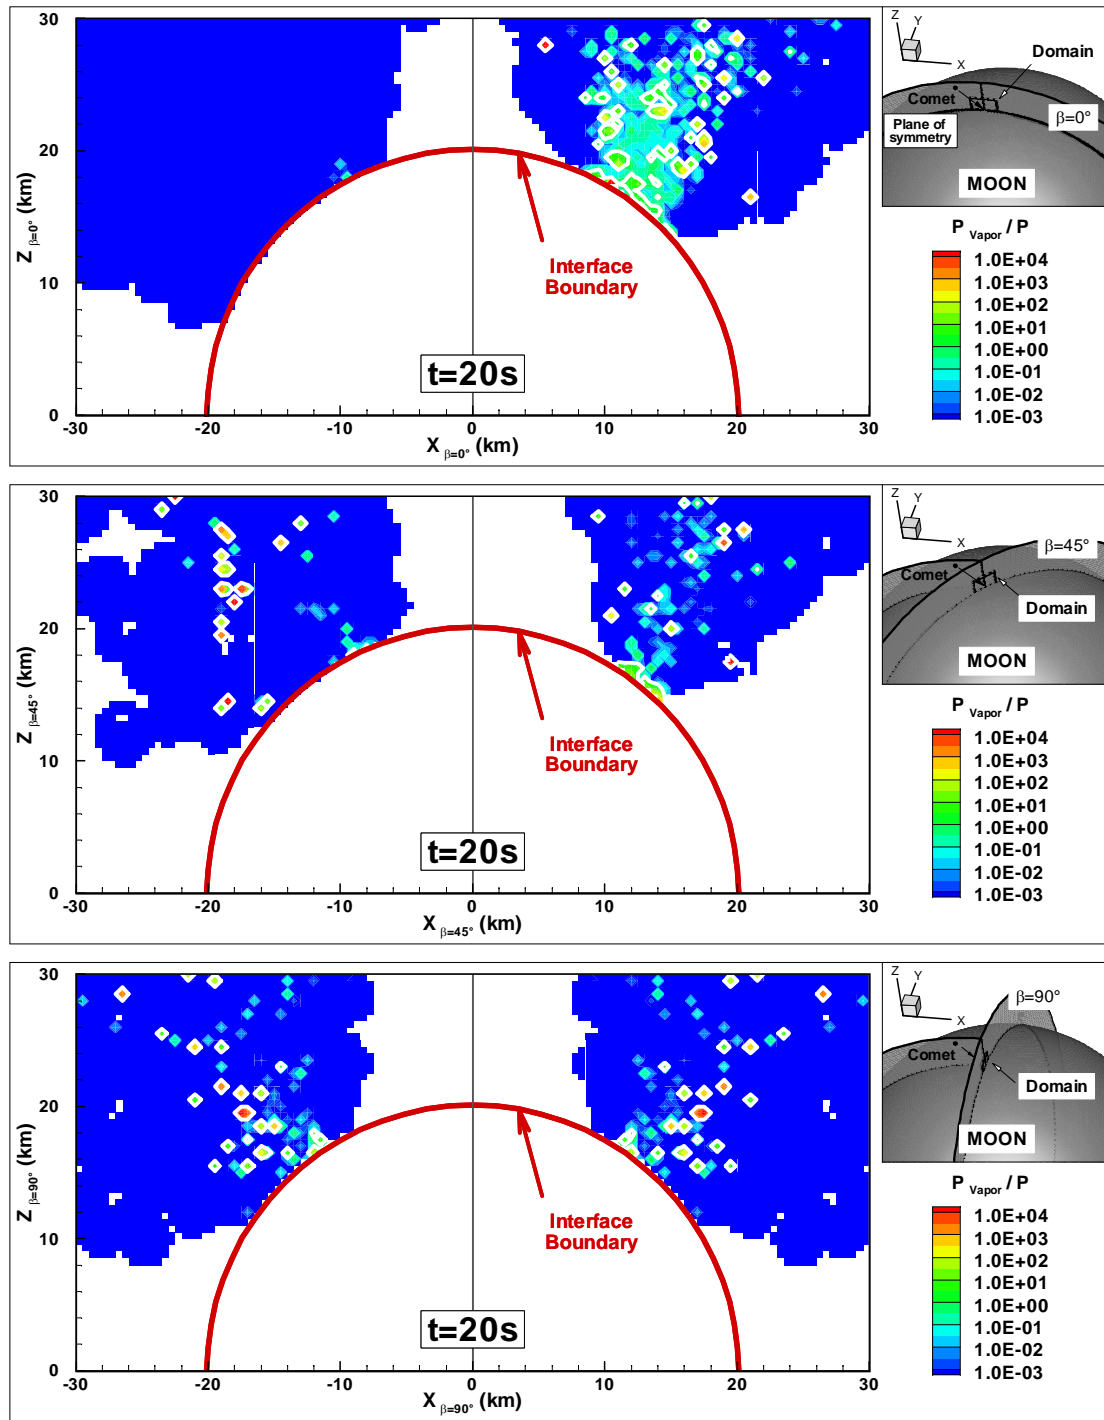 30
20
10
0
-30
-20
-10
0
10
20
30
Z β=0° (km)
X β=0° (km)
Interface
Boundary
t=20s
Z
Y
X
Domain
Comet
β=0°
Plane of
symmetry
MOON
P Vapor / P
1.0E+04
1.0E+03
1.0E+02
1.0E+01
1.0E+00
1.0E-01
1.0E-02
1.0E-03
30
20
10
0
-30
-20
-10
0
10
20
30
Z β=45° (km)
X β=45° (km)
Interface
Boundary
t=20s
Z
Y
X
β=45°
Comet
Domain
MOON
P Vapor / P
1.0E+04
1.0E+03
1.0E+02
1.0E+01
1.0E+00
1.0E-01
1.0E-02
1.0E-03
30
20
10
0
-30
-20
-10
0
10
20
30
Z β=90° (km)
X β=90° (km)
Interface
Boundary
t=20s
Z
Y
X
β=90°
Comet
Domain
MOON
P Vapor / P
1.0E+04
1.0E+03
1.0E+02
1.0E+01
1.0E+00
1.0E-01
1.0E-02
1.0E-03